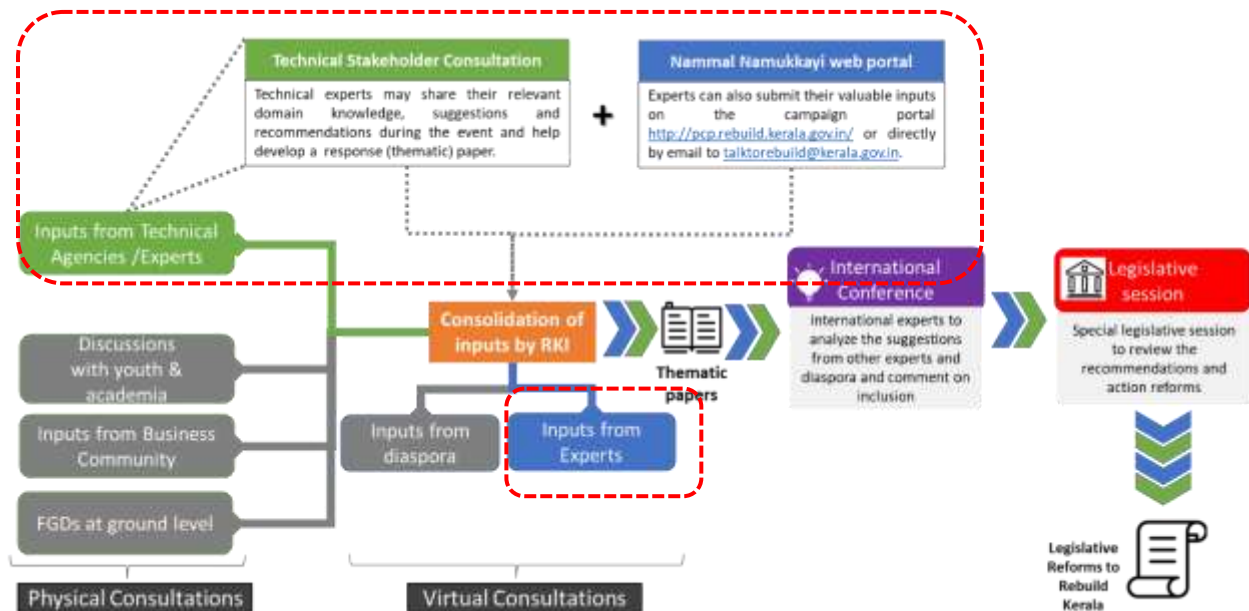 Technical Stakeholder Consultation
Technical experts may share their relevant
domain knowledge, suggestions and
recommendations during the event and help
develop a response (thematic) paper.
+
Nammal Namukkayi web portal
Experts can also submit their valuable inputs
on the campaign portal
http://pcp.rebuild.kerala.gov.in/ or directly
by email to talktorebuild@kerala.gov.in.
Inputs from Technical
Agencies /Experts
Discussions
with youth &
academia
Inputs from Business
Community
FGDs at ground level
Physical Consultations
Consolidation of
inputs by RKI
Inputs from
diaspora
Inputs from
Experts
Virtual Consultations
Thematic
papers
International
Conference
International experts to
analyze the suggestions
from other experts and
diaspora and comment on
inclusion
Legislative
session
Special legislative session
to review the
recommendations and
action reforms
Legislative
Reforms to
Rebuild
Kerala